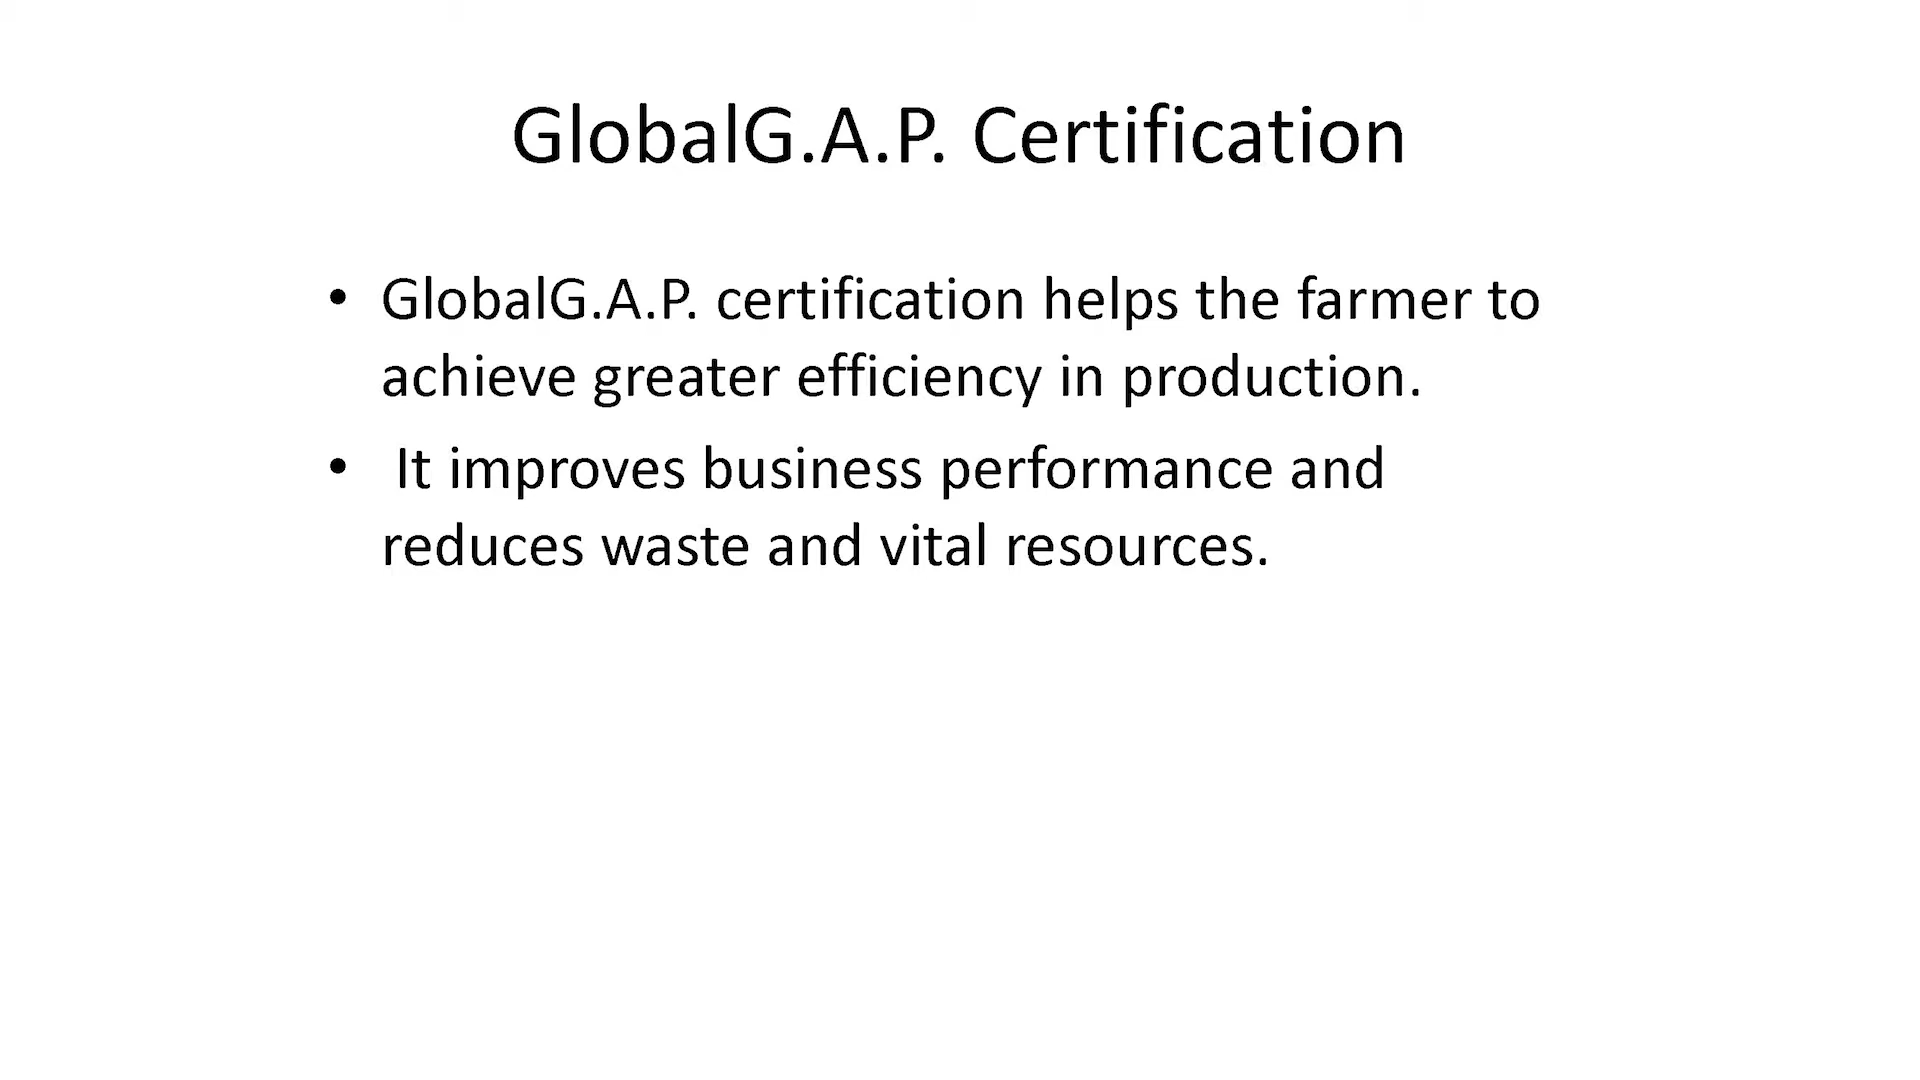 GlobalG.A.P. Certification
• GlobalG.A.P. certification helps the farmer to
achieve greater efficiency in production.
• It improves business performance and
reduces waste and vital resources.